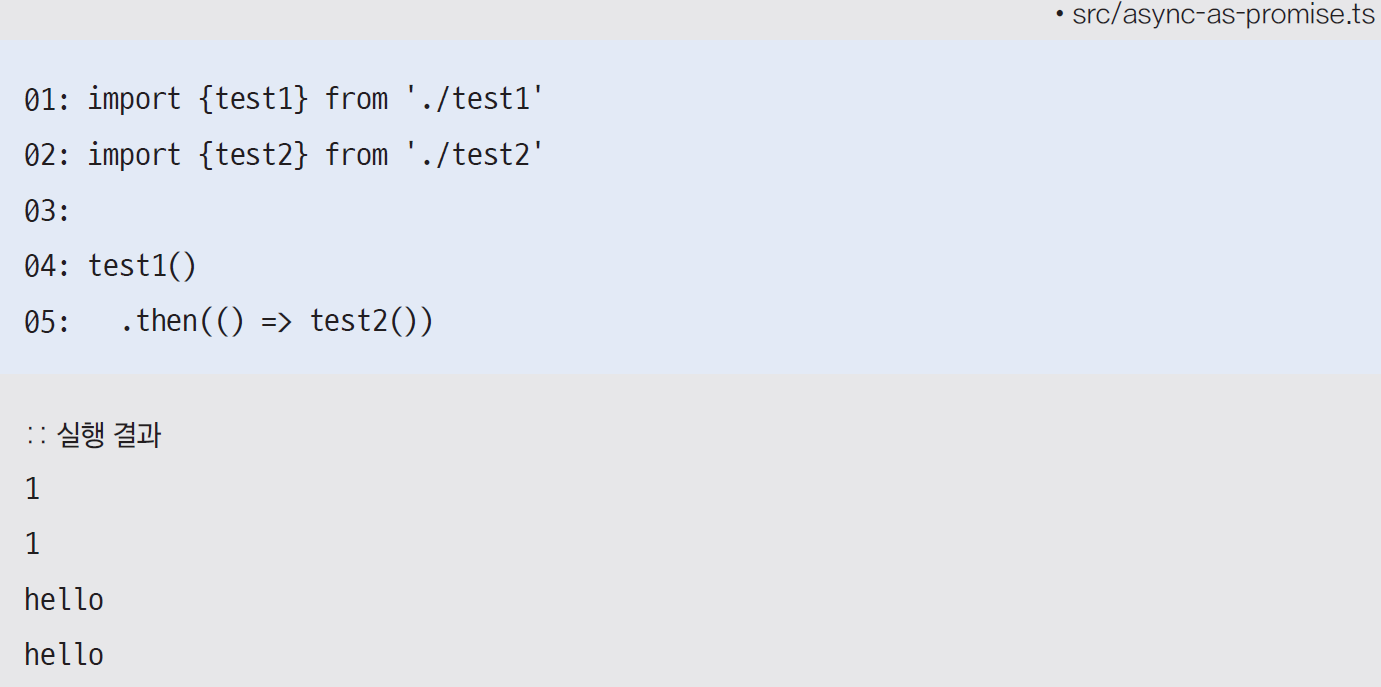 • src/async-as-promise.ts
01: import {test1} from './test1'
02: import {test2} from './test2'
03:
04: test1()
05:   .then(() => test2())
:: 실행 결과
1
1
hello
hello